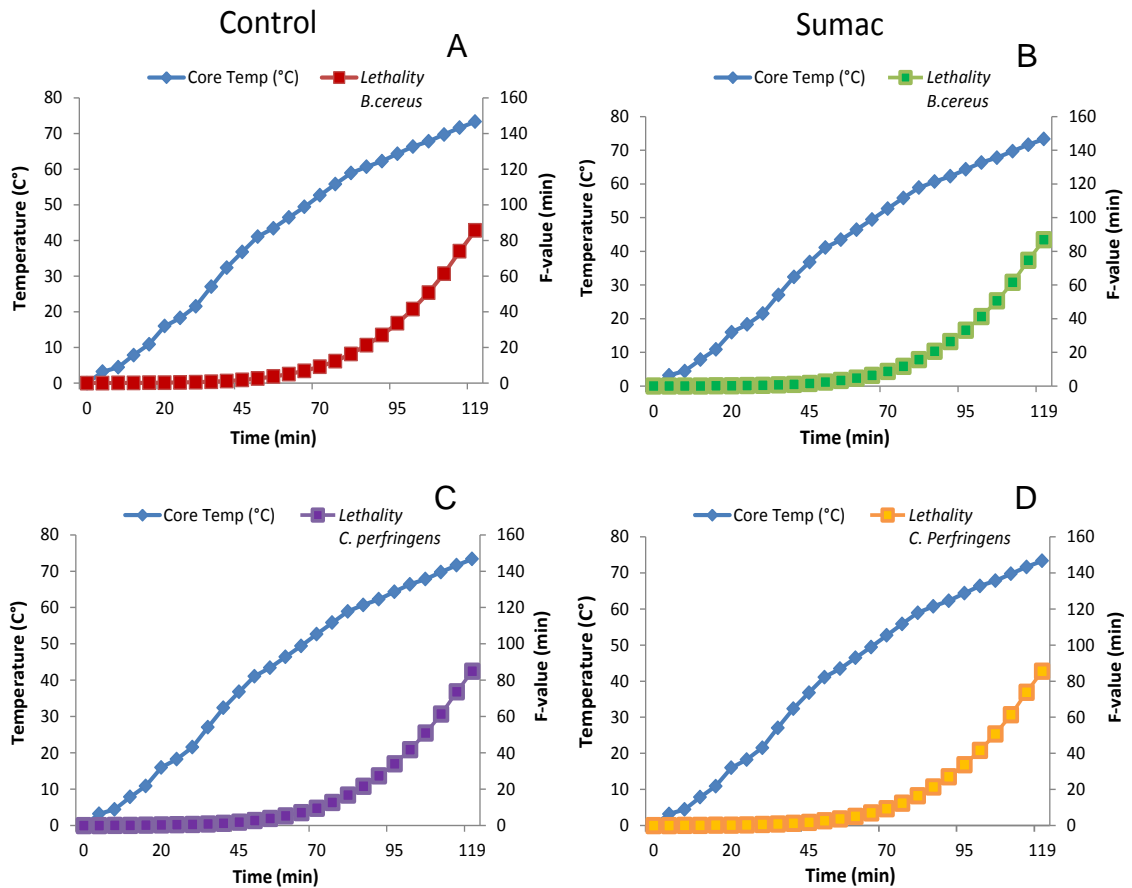 Control
Sumac
A
Core Temp (°C)
Lethality
B.cereus
80
70
60
50
40
30
20
10
0
160
140
120
100
80
60
40
20
0
0 20 45 70 95 119
Temperature (C°)
F-value (min)
Time (min)
B
Core Temp (°C)
Lethality
B.cereus
80
70
60
50
40
30
20
10
0
160
140
120
100
80
60
40
20
0
0 20 45 70 95 119
Temperature (C°)
F-value (min)
Time (min)
C
Core Temp (°C)
Lethality
C. perfringens
80
70
60
50
40
30
20
10
0
160
140
120
100
80
60
40
20
0
0 20 45 70 95 119
Temperature (C°)
F-value (min)
Time (min)
D
Core Temp (°C)
Lethality
C. Perfringens
80
70
60
50
40
30
20
10
0
160
140
120
100
80
60
40
20
0
0 20 45 70 95 119
Temperature (C°)
F-value (min)
Time (min)